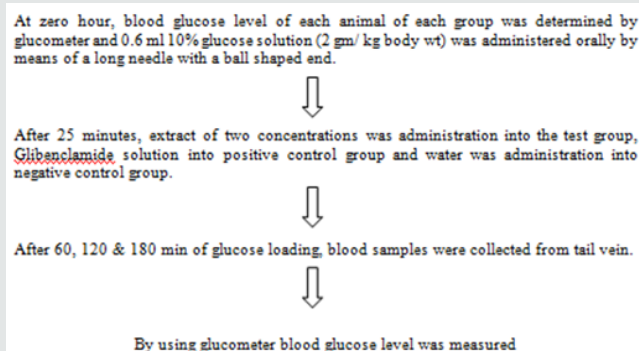 At zero hour, blood glucose level of each animal of each group was determined by
glucometer and 0.6 ml 10% glucose solution (2 gm/ kg body wt) was administered orally by
means of a long needle with a ball shaped end.
After 25 minutes, extract of two concentrations was administration into the test group,
Glibenclamide solution into positive control group and water was administration into
negative control group.
After 60, 120 & 180 min of glucose loading, blood samples were collected from tail vein.
By using glucometer blood glucose level was measured